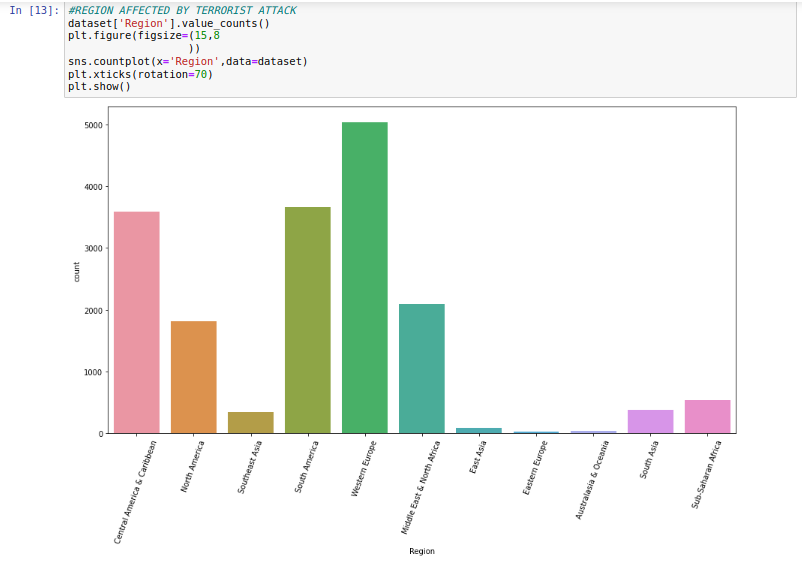 In [13]: #REGION AFFECTED BY TERRORIST ATTACK
dataset['Region'].value_counts()
plt.figure(figsize=(15,8
))
sns.countplot(x='Region',data=dataset)
plt.xticks(rotation=70)
plt.show()
5000
4000
3000
2000
1000
0
count
Central America & Caribbean
North America
Southeast Asia
South America
Western Europe
Middle East & North Africa
East Asia
Eastern Europe
Australasia & Oceania
South Asia
Sub-Saharan Africa
Region